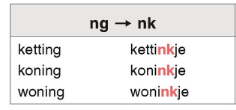 ng → nk
ketting kettinkje
koning koninkje
woning woninkje